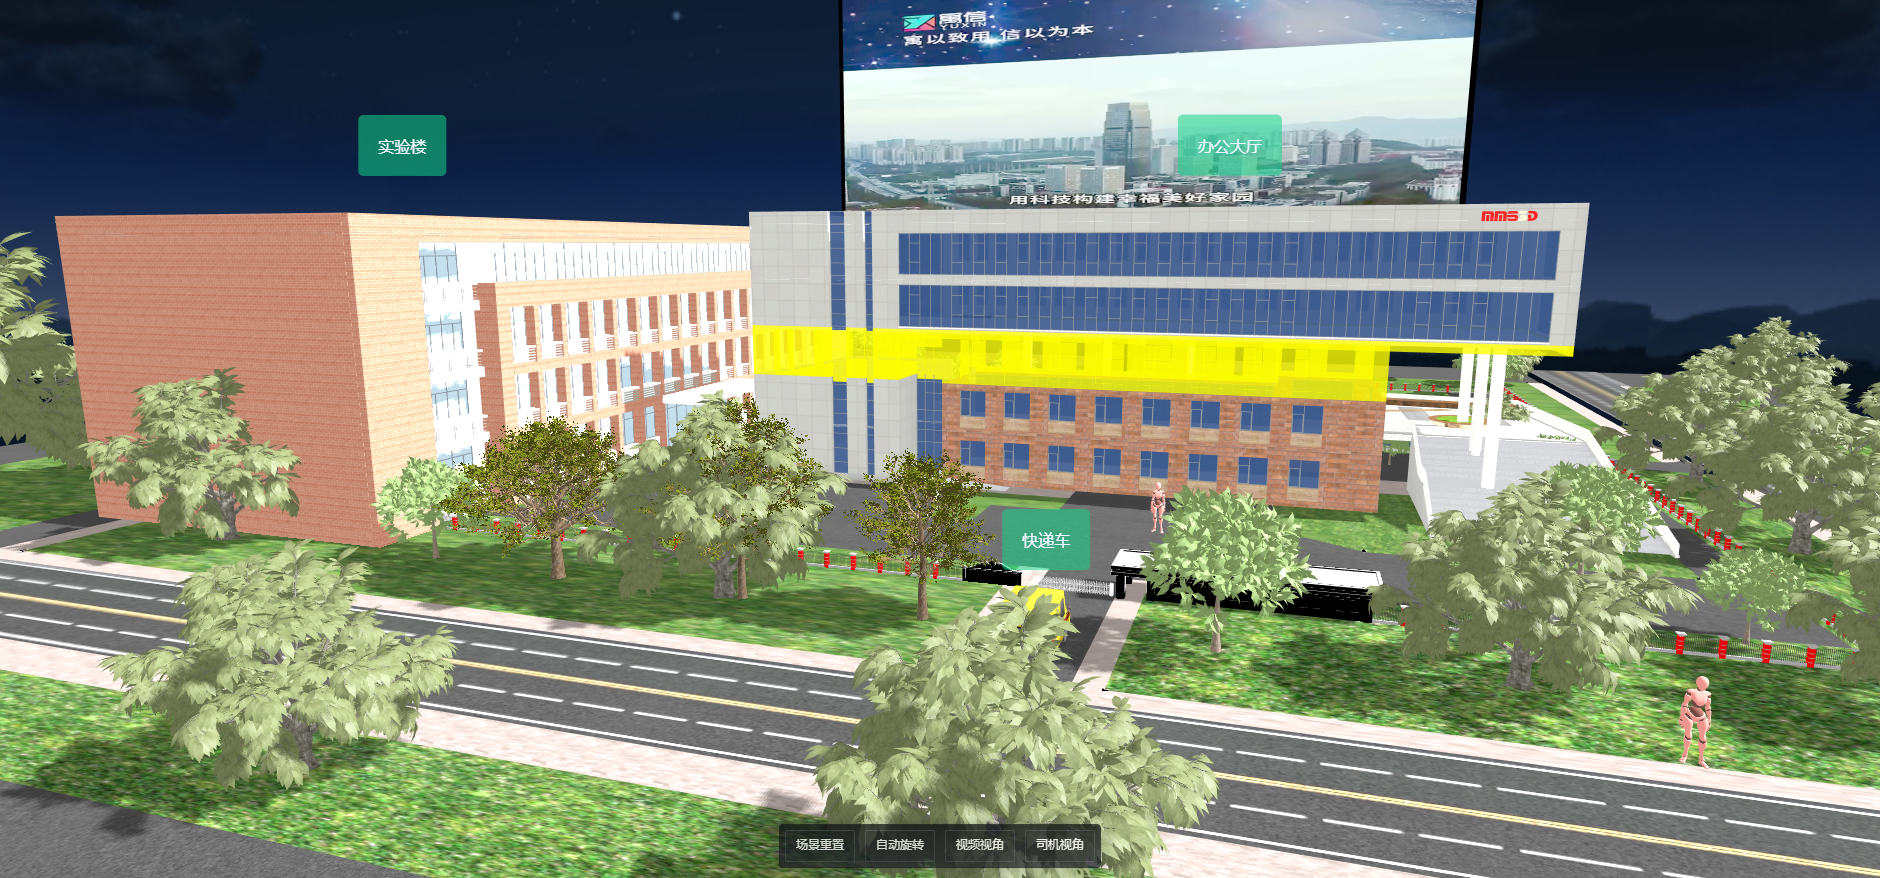 寓信
YUXIN
寓以致用 信以为本
实验楼
办公大厅
用科技构建幸福美好家园
快递车
场景重置
自动旋转
视频视角
司机视角